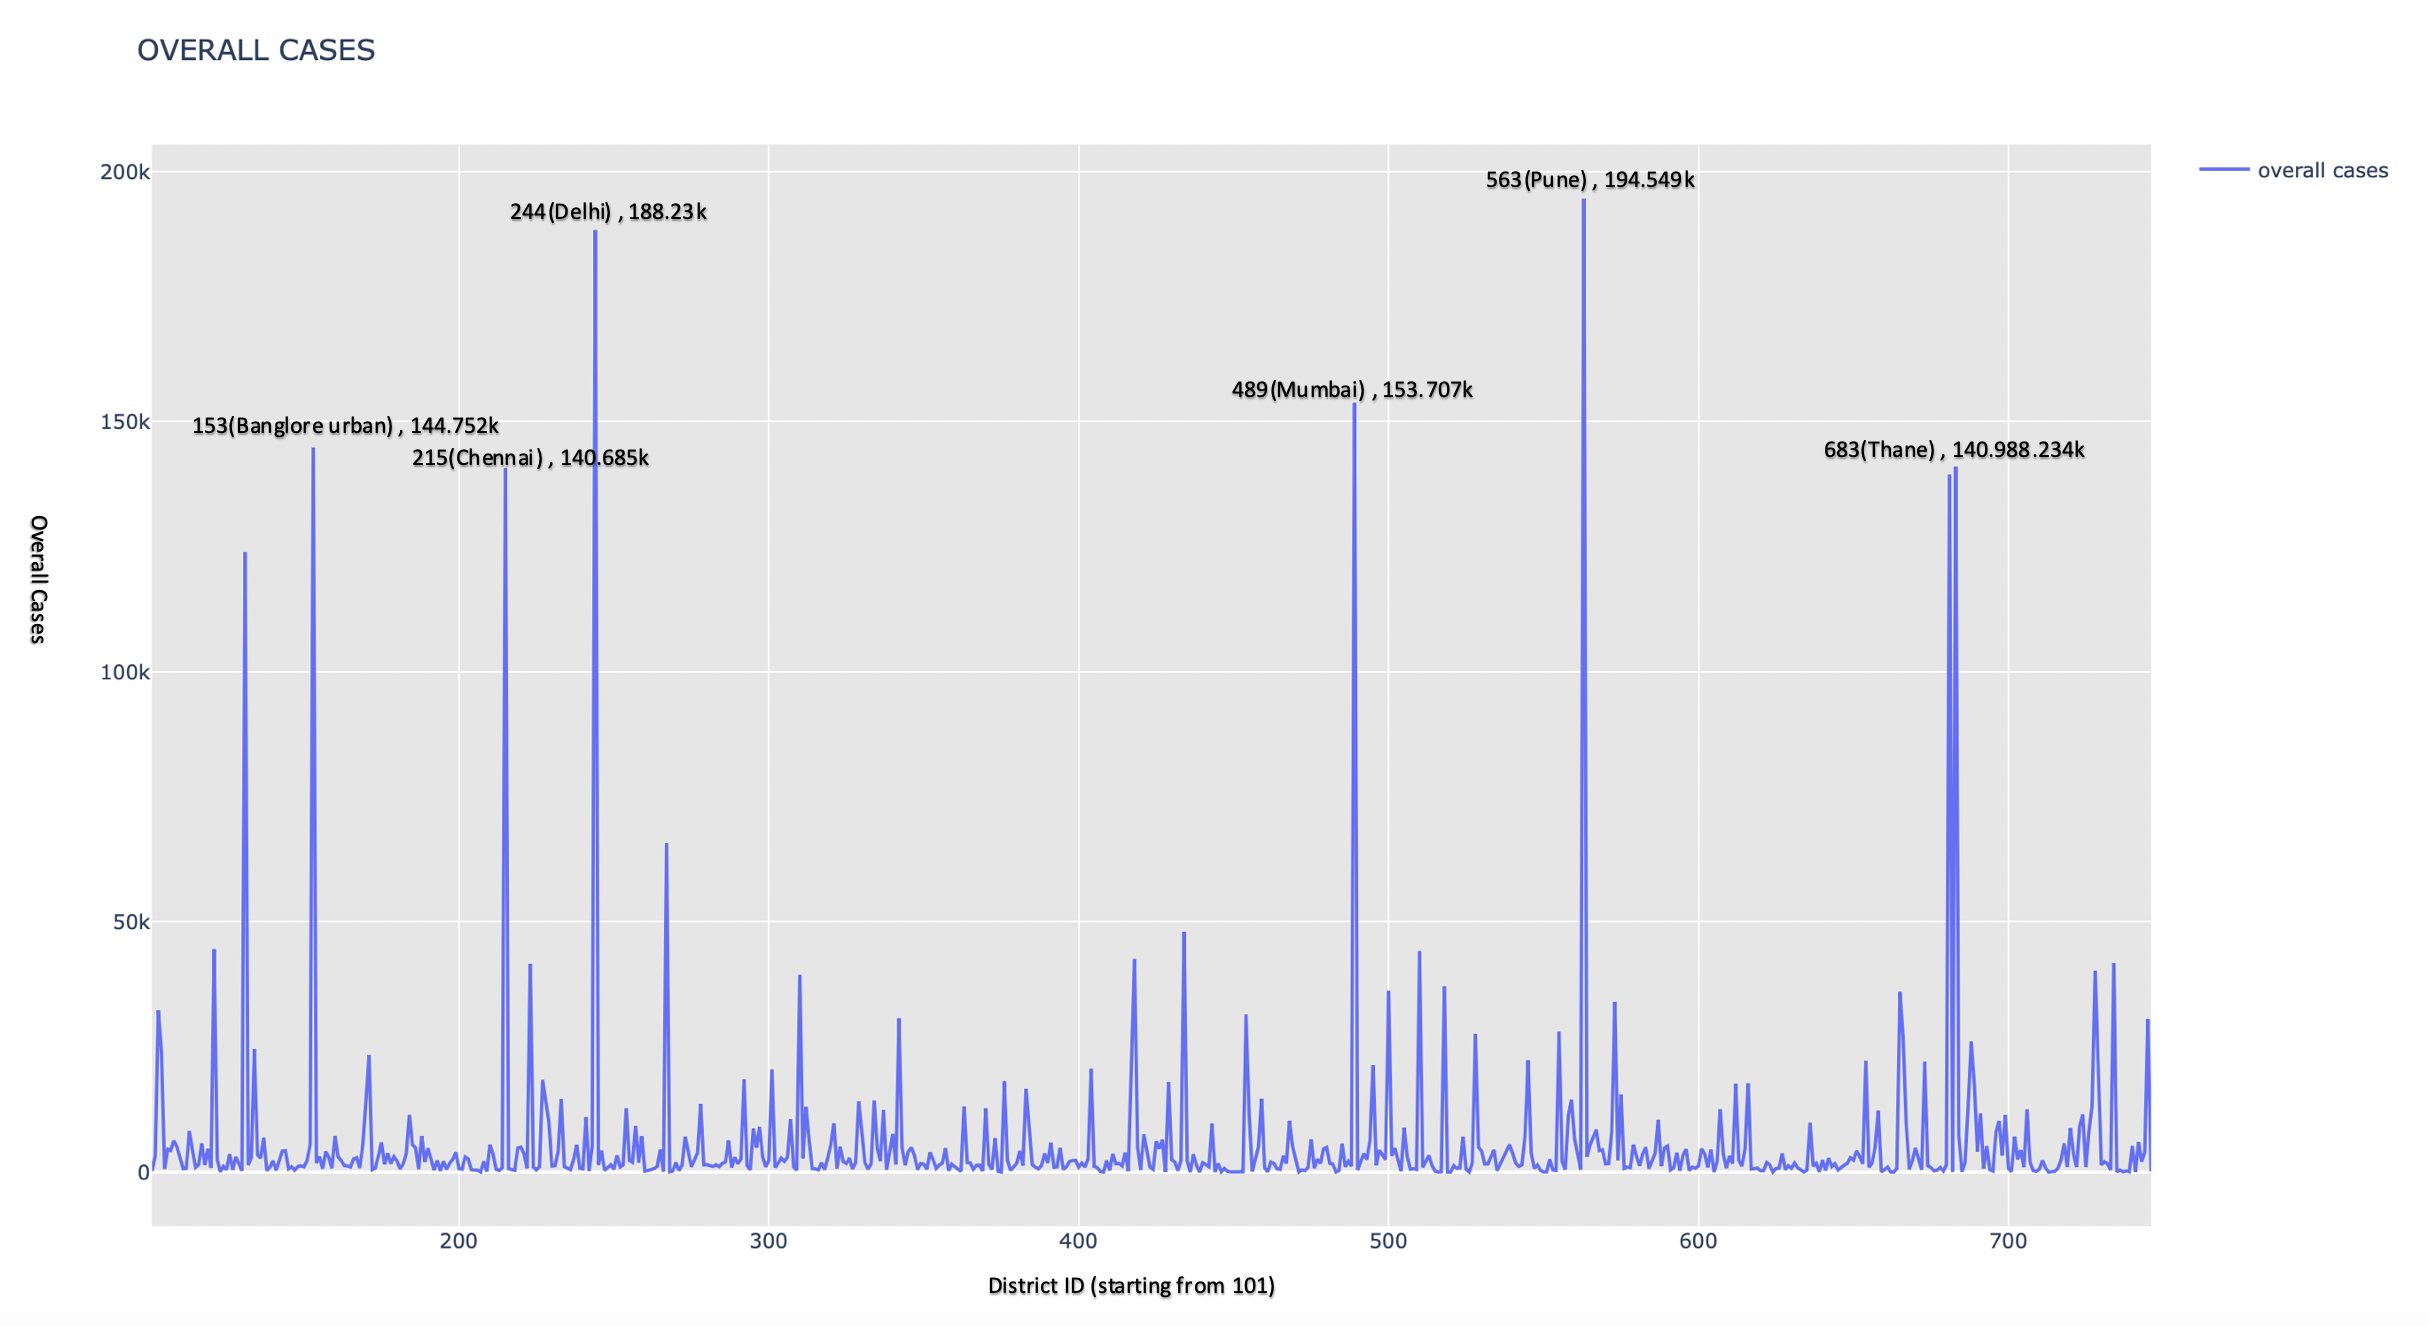 OVERALL CASES
200k
563(Pune) , 194.549k
overall cases
244(Delhi) , 188.23k
489(Mumbai) , 153.707k
150k
153(Banglore urban) , 144.752k
683(Thane) , 140.988.234k
215(Chennai) , 140.685k
Overall Cases
100k
50k
0
200
300
400
500
600
700
District ID (starting from 101)